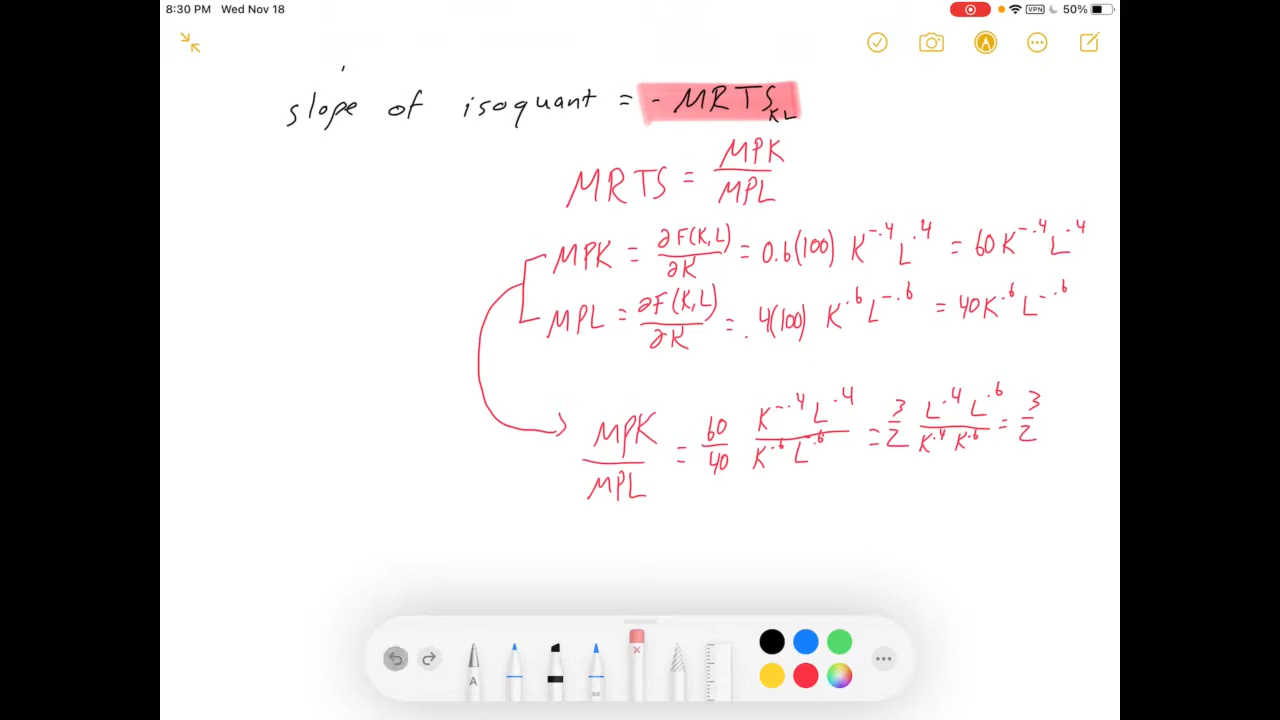 8:30 PM Wed Nov 18 VPN 50%
slope of isoquant = - MRTS_KL
MRTS = MPK/MPL
MPK = ∂F(K,L)/∂K = 0.6(100) K^-.4 L^.4 = 60K^-.4 L^.4
MPL = ∂F(K,L)/∂K = .4(100) K^.6 L^-.6 = 40K^.6 L^-.6
MPK/MPL = 60/40 K^-.4 L^.4 / K^.6 L^-.6 = 3/2 L^.4 L^.6 / K^.4 K^.6 = 3/2
A